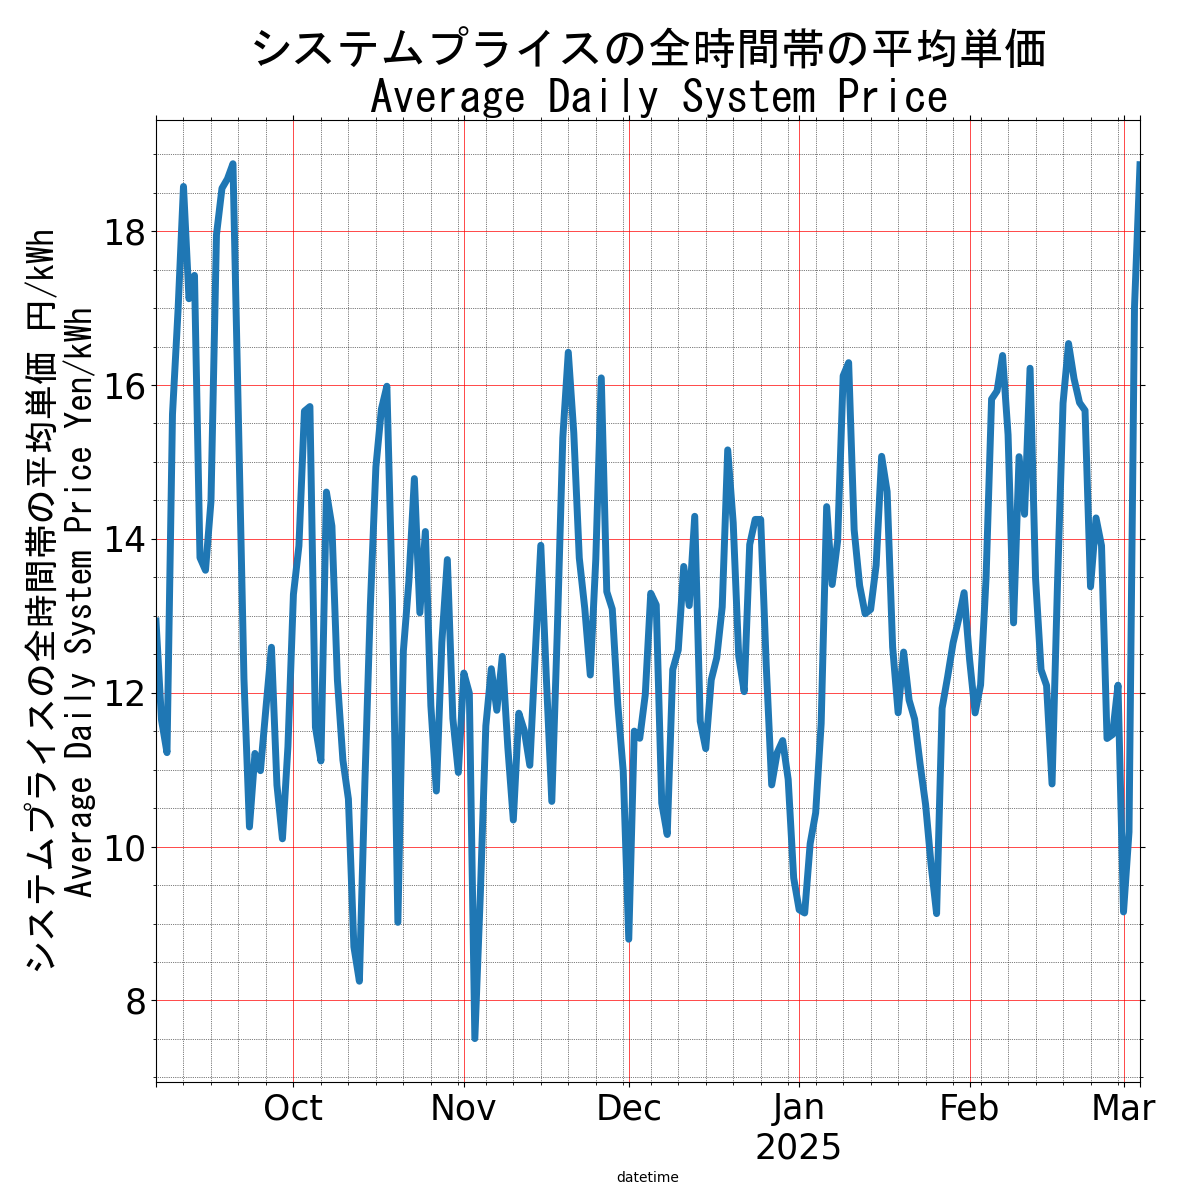 システムプライスの全時間帯の平均単価
Average Daily System Price
システムプライスの全時間帯の平均単価 円/kWh
Average Daily System Price Yen/kWh
18
16
14
12
10
8
Oct
Nov
Dec
Jan
2025
Feb
Mar
datetime